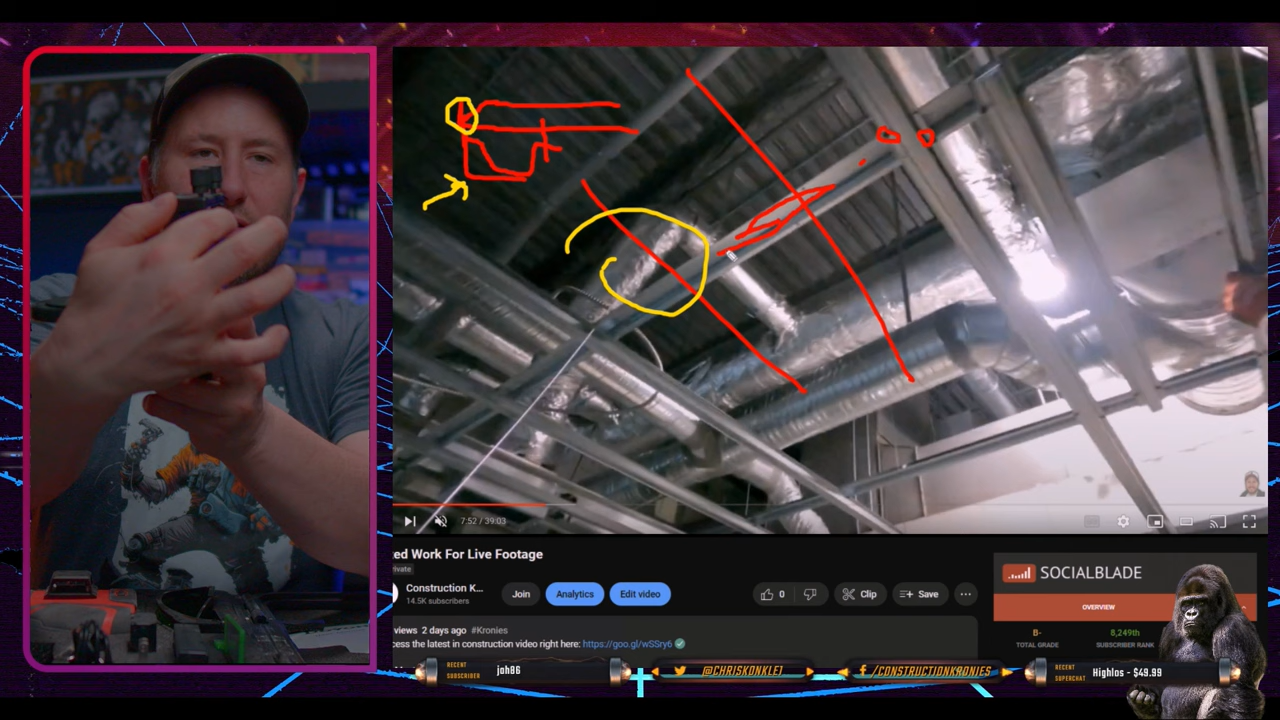 7:52 / 39:03
ed Work For Live Footage
rivate
Construction K...
14.5K subscribers
Join
Analytics
Edit video
0
Clip
Save
views 2 days ago #Kronies
cess the latest in construction video right here: https://goo.gl/wSSry6
SOCIALBLADE
OVERVIEW
B-
TOTAL GRADE
8,249th
SUBSCRIBER RANK
RECENT
SUBSCRIBER
jah86
@CHRISKONKLE1
/CONSTRUCTIONKRONIES
RECENT
SUPERCHAT
Highlos - $49.99